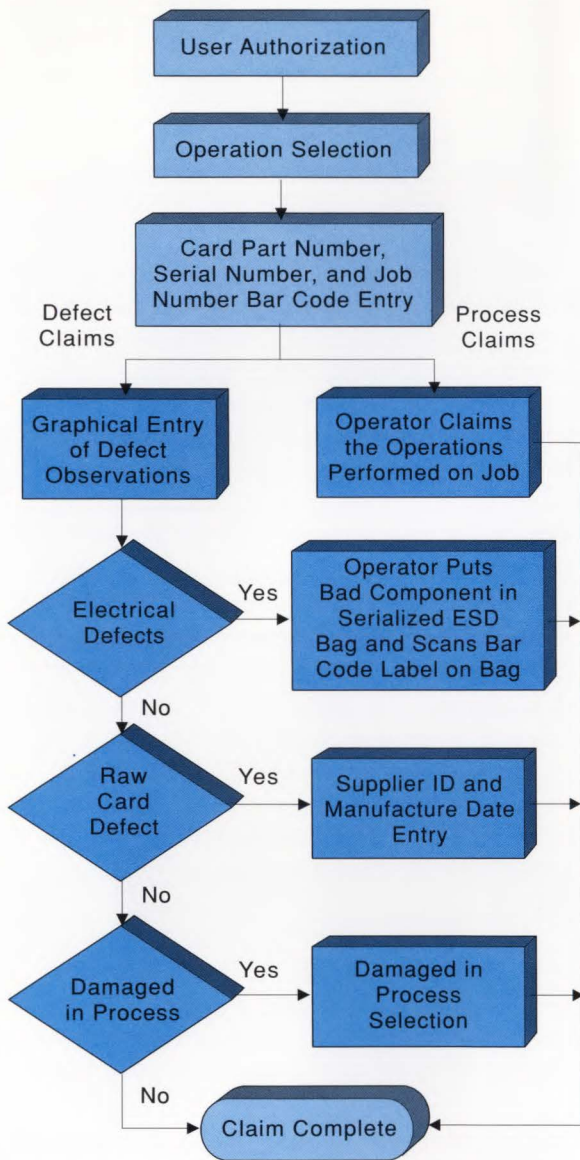 User Authorization
Operation Selection
Card Part Number,
Serial Number, and Job
Number Bar Code Entry
Defect
Claims
Process
Claims
Graphical Entry
of Defect
Observations
Operator Claims
the Operations
Performed on Job
Electrical
Defects
Yes
Operator Puts
Bad Component in
Serialized ESD
Bag and Scans Bar
Code Label on Bag
No
Raw
Card
Defect
Yes
Supplier ID and
Manufacture Date
Entry
No
Damaged
in Process
Yes
Damaged in
Process
Selection
No
Claim Complete